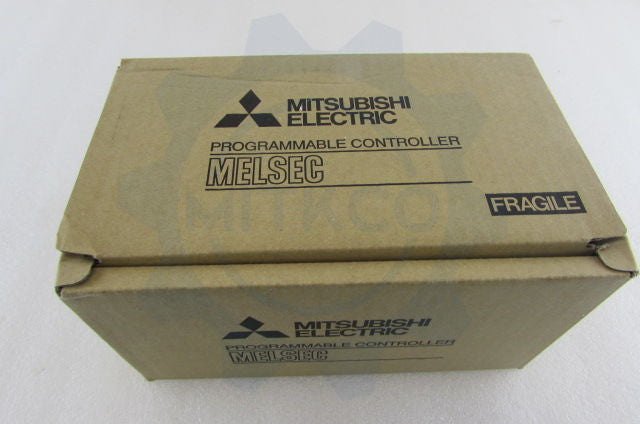 MITSUBISHI
ELECTRIC
PROGRAMMABLE CONTROLLER
MELSEC
FRAGILE
MITSUBISHI
ELECTRIC
PROGRAMMABLE CONTROLLER
MELSEC